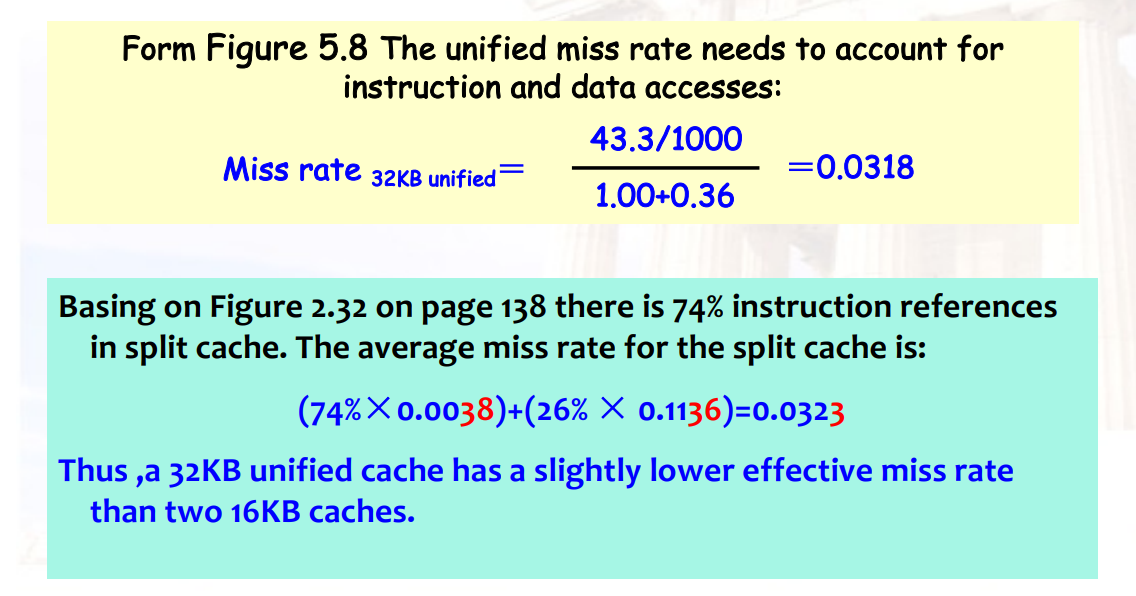 Form Figure 5.8 The unified miss rate needs to account for
instruction and data accesses:
43.3/1000
Miss rate 32KB unified= =0.0318
1.00+0.36
Basing on Figure 2.32 on page 138 there is 74% instruction references
in split cache. The average miss rate for the split cache is:
(74%×0.0038)+(26% × 0.1136)=0.0323
Thus ,a 32KB unified cache has a slightly lower effective miss rate
than two 16KB caches.